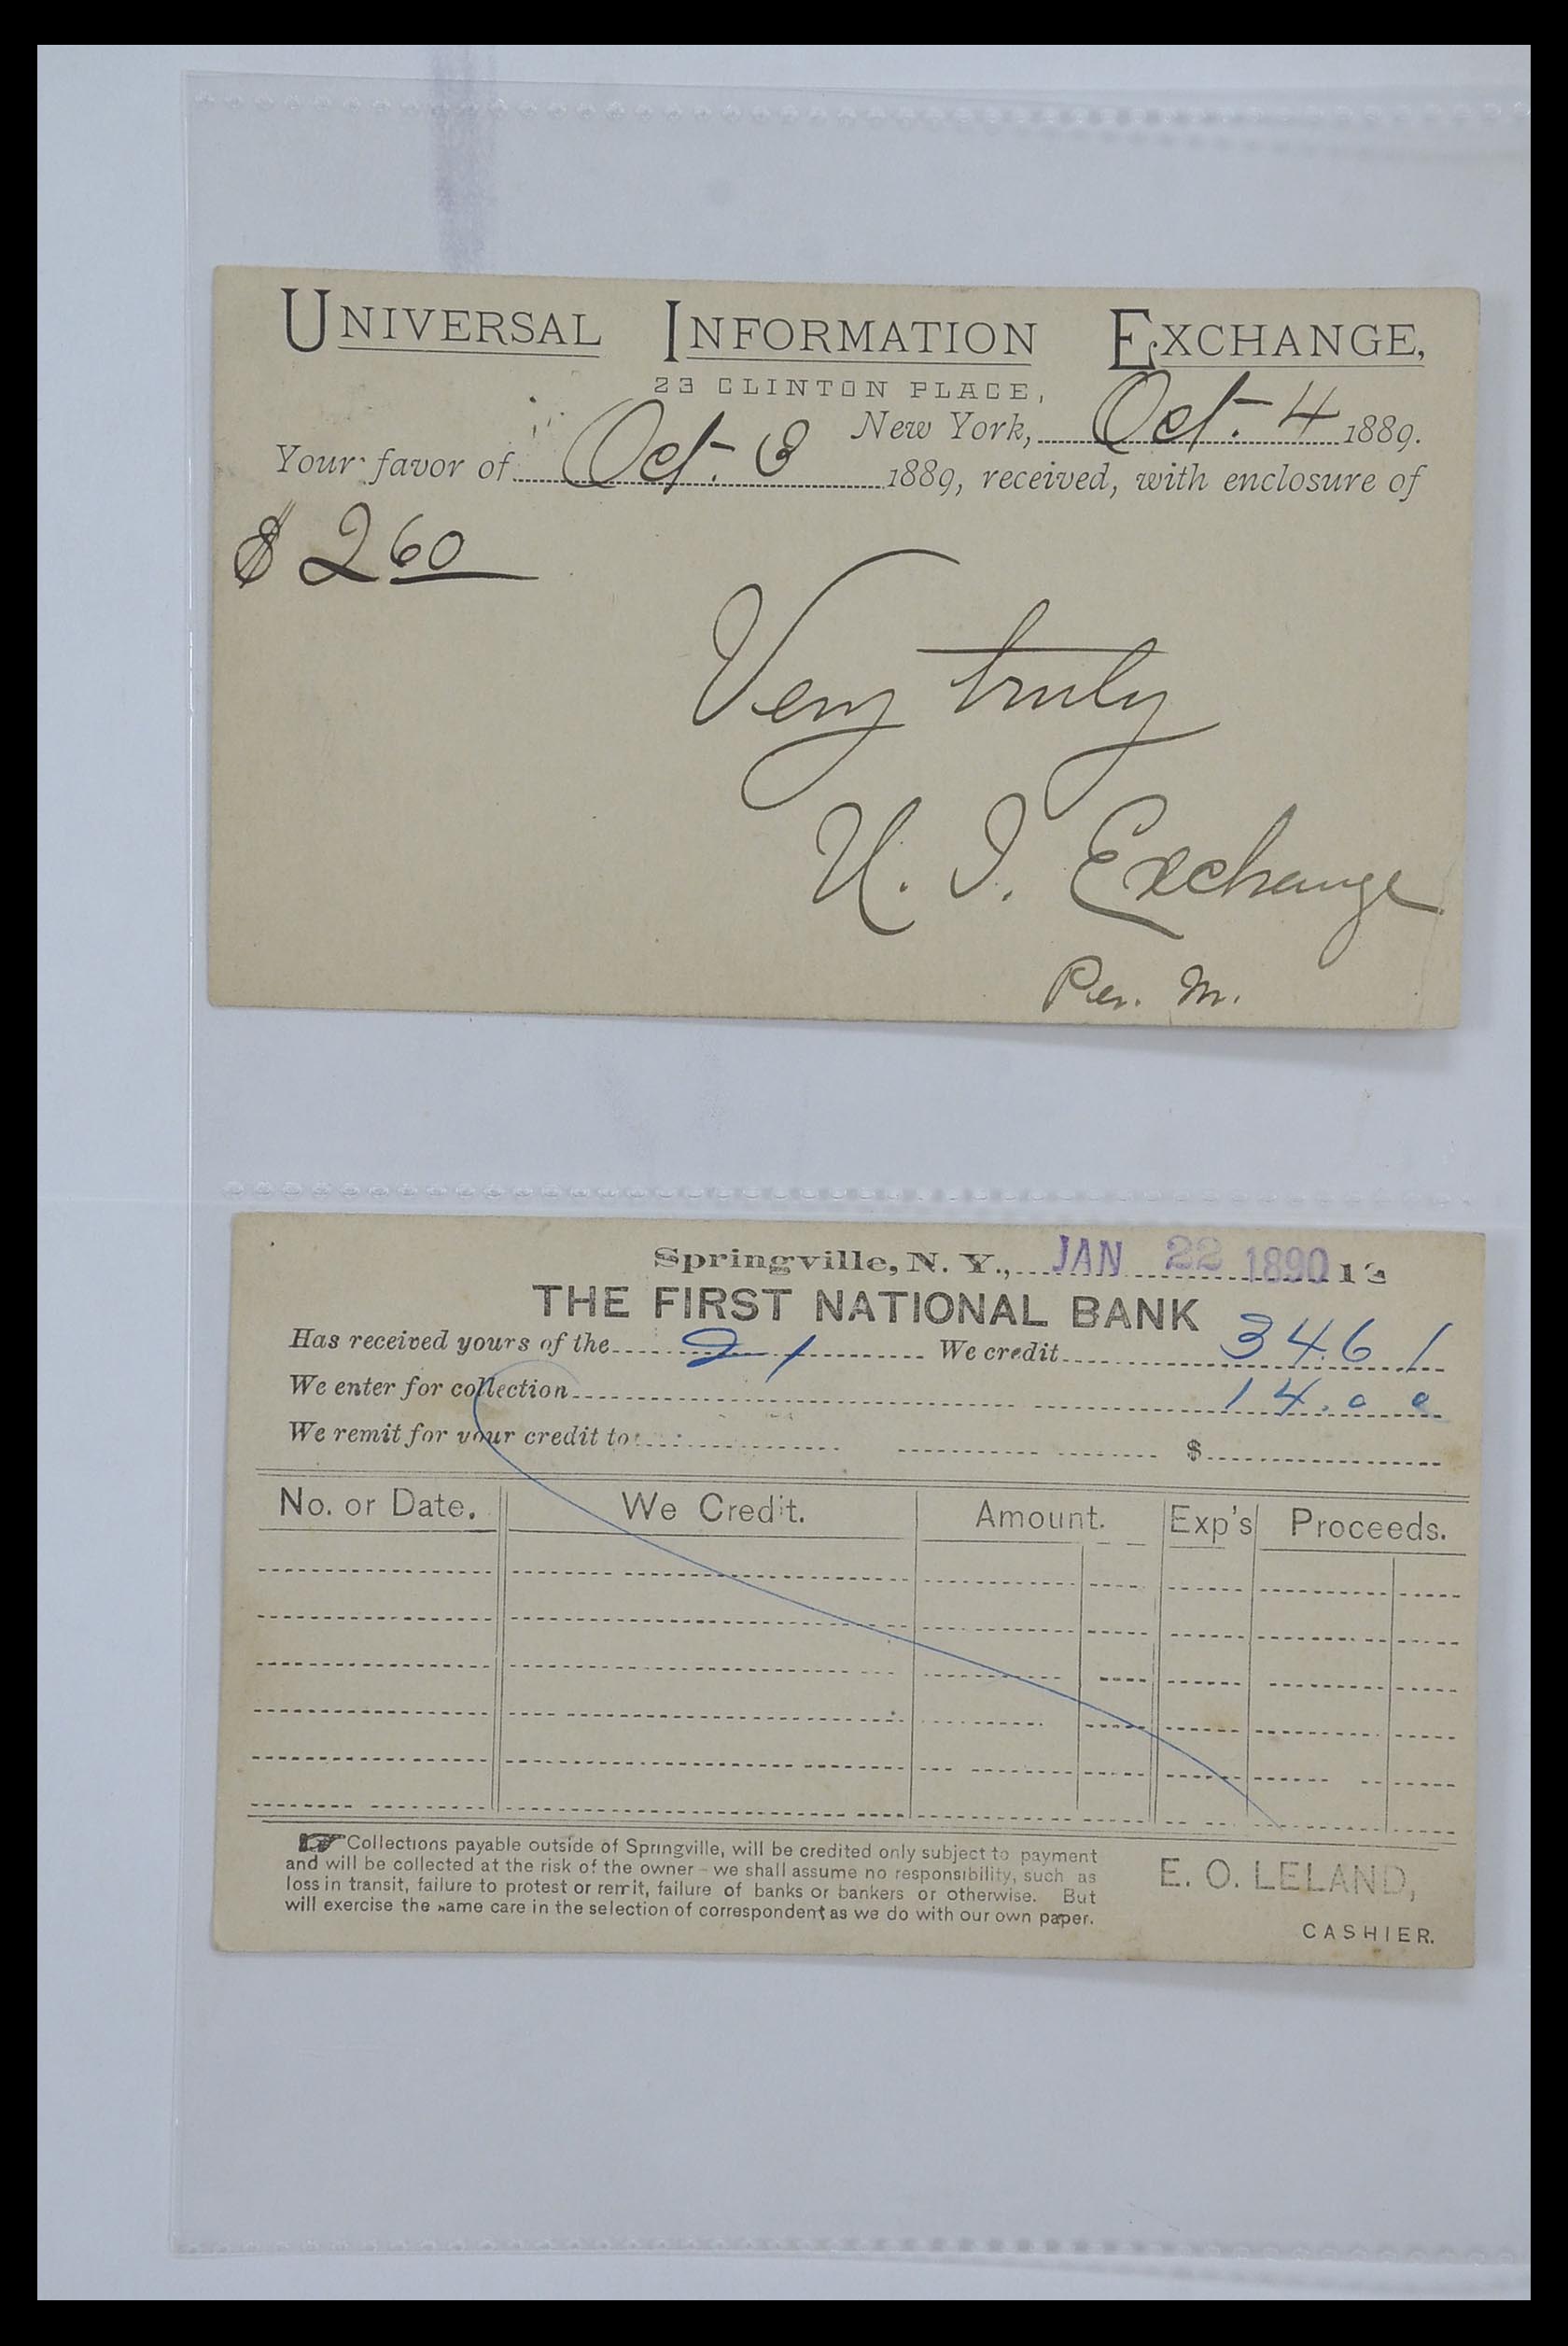 UNIVERSAL INFORMATION EXCHANGE,
23 CLINTON PLACE,
New York, Oct. 4 1889.
Your favor of Oct. 3 1889, received, with enclosure of
$ 2 60
Very truly
U. I. Exchange
Per. M.
Springville, N. Y., JAN 22 1890 1
THE FIRST NATIONAL BANK
Has received yours of the 21 We credit 34.61
We enter for collection 14.00
We remit for your credit to $
No. or Date. We Credit. Amount. Exp's Proceeds.
☞ Collections payable outside of Springville, will be credited only subject to payment
and will be collected at the risk of the owner - we shall assume no responsibility, such as
loss in transit, failure to protest or remit, failure of banks or bankers or otherwise. But
will exercise the same care in the selection of correspondent as we do with our own paper.
E. O. LELAND,
CASHIER.